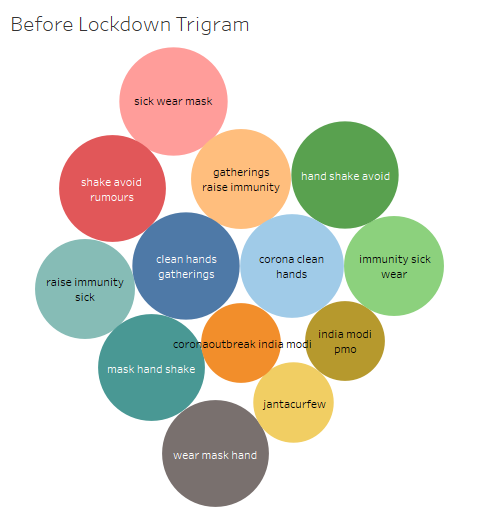 Before Lockdown Trigram
sick wear mask
shake avoid
rumours
gatherings
raise immunity
hand shake avoid
clean hands
gatherings
corona clean
hands
immunity sick
wear
raise immunity
sick
coronaoutbreak india modi
india modi
pmo
mask hand shake
jantacurfew
wear mask hand